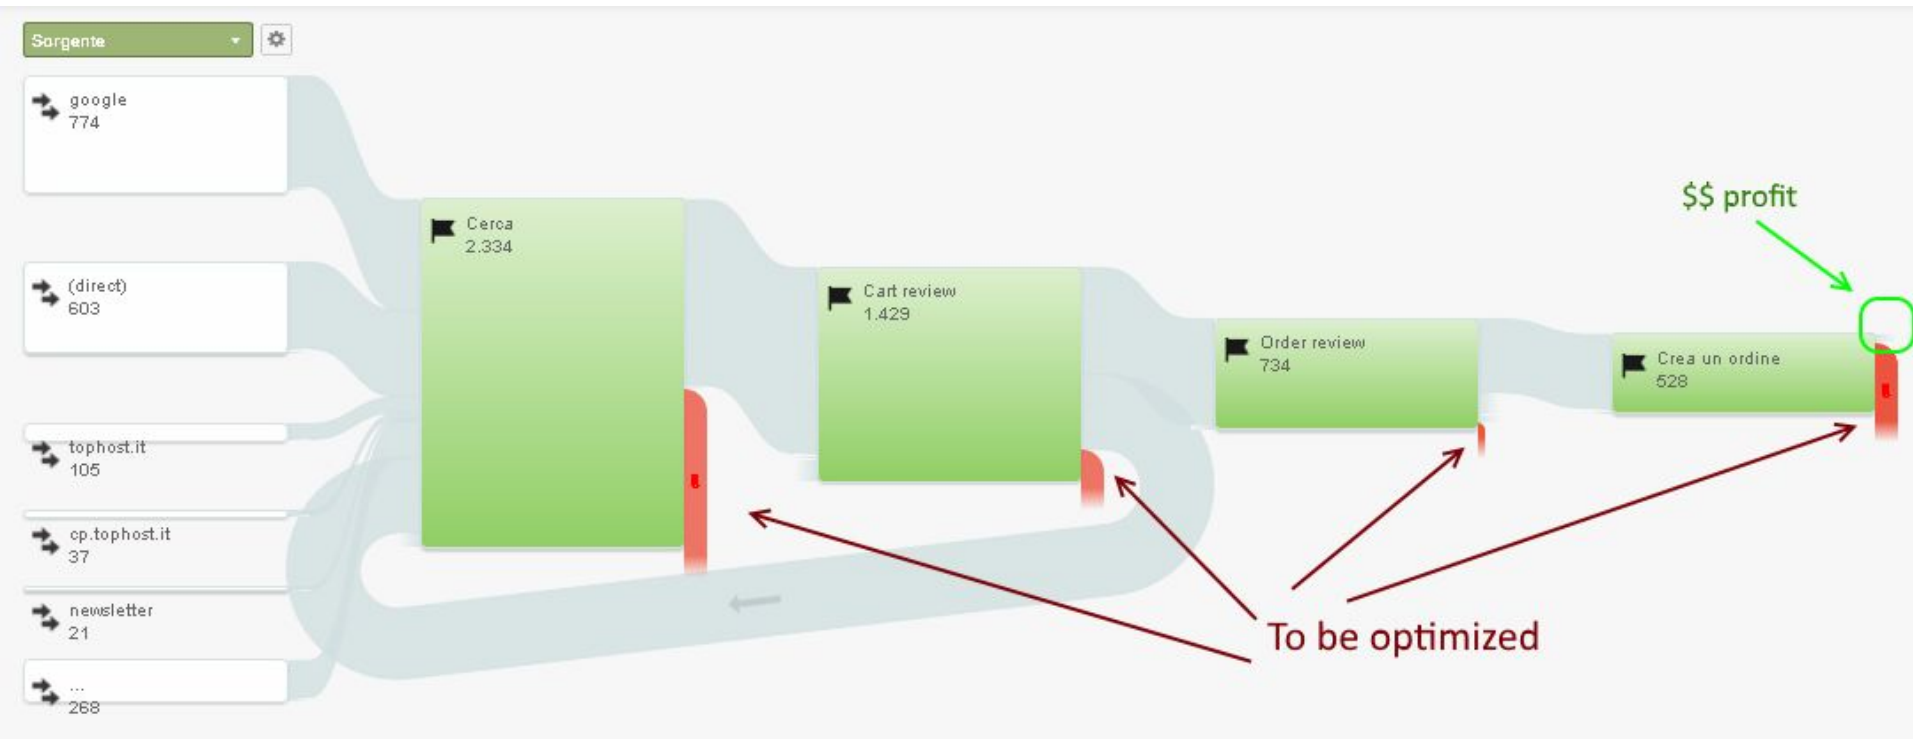 Sorgente
google
774
(direct)
603
tophost.it
105
cp.tophost.it
37
newsletter
21
...
268
Cerca
2.334
Cart review
1.429
Order review
734
Crea un ordine
528
$$ profit
To be optimized